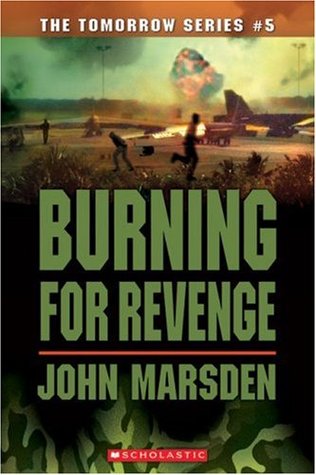 THE TOMORROW SERIES #5
BURNING
FOR REVENGE
JOHN MARSDEN
SCHOLASTIC